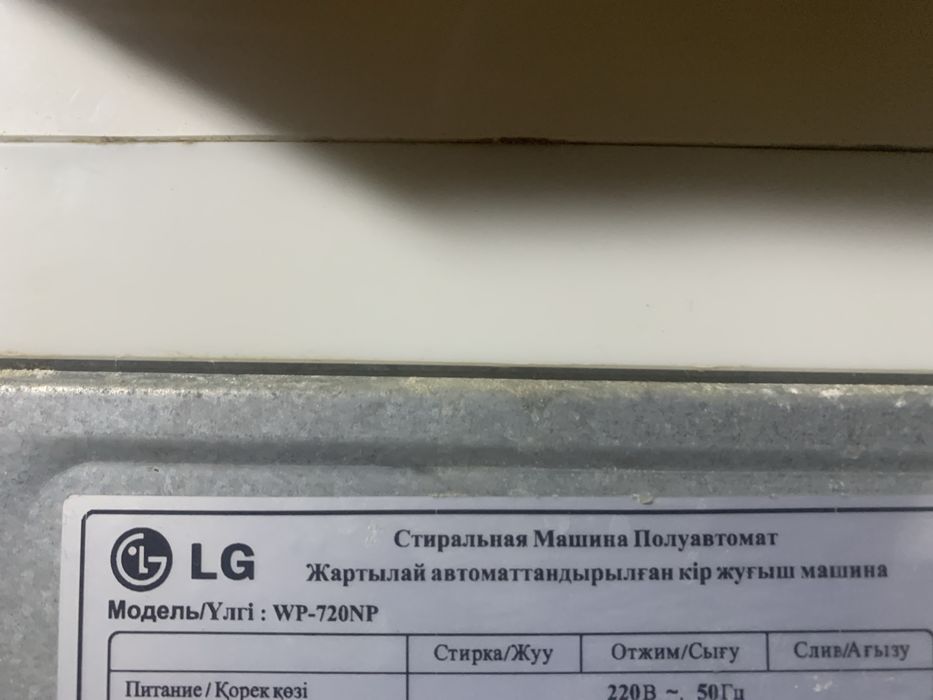 LG
Стиральная Машина Полуавтомат
Жартылай автоматтандырылған кір жуғыш машина
Модель/Үлгі : WP-720NP
Стирка/Жуу Отжим/Сығу Слив/Ағызу
Питание / Қорек көзі 220В ~, 50Гц